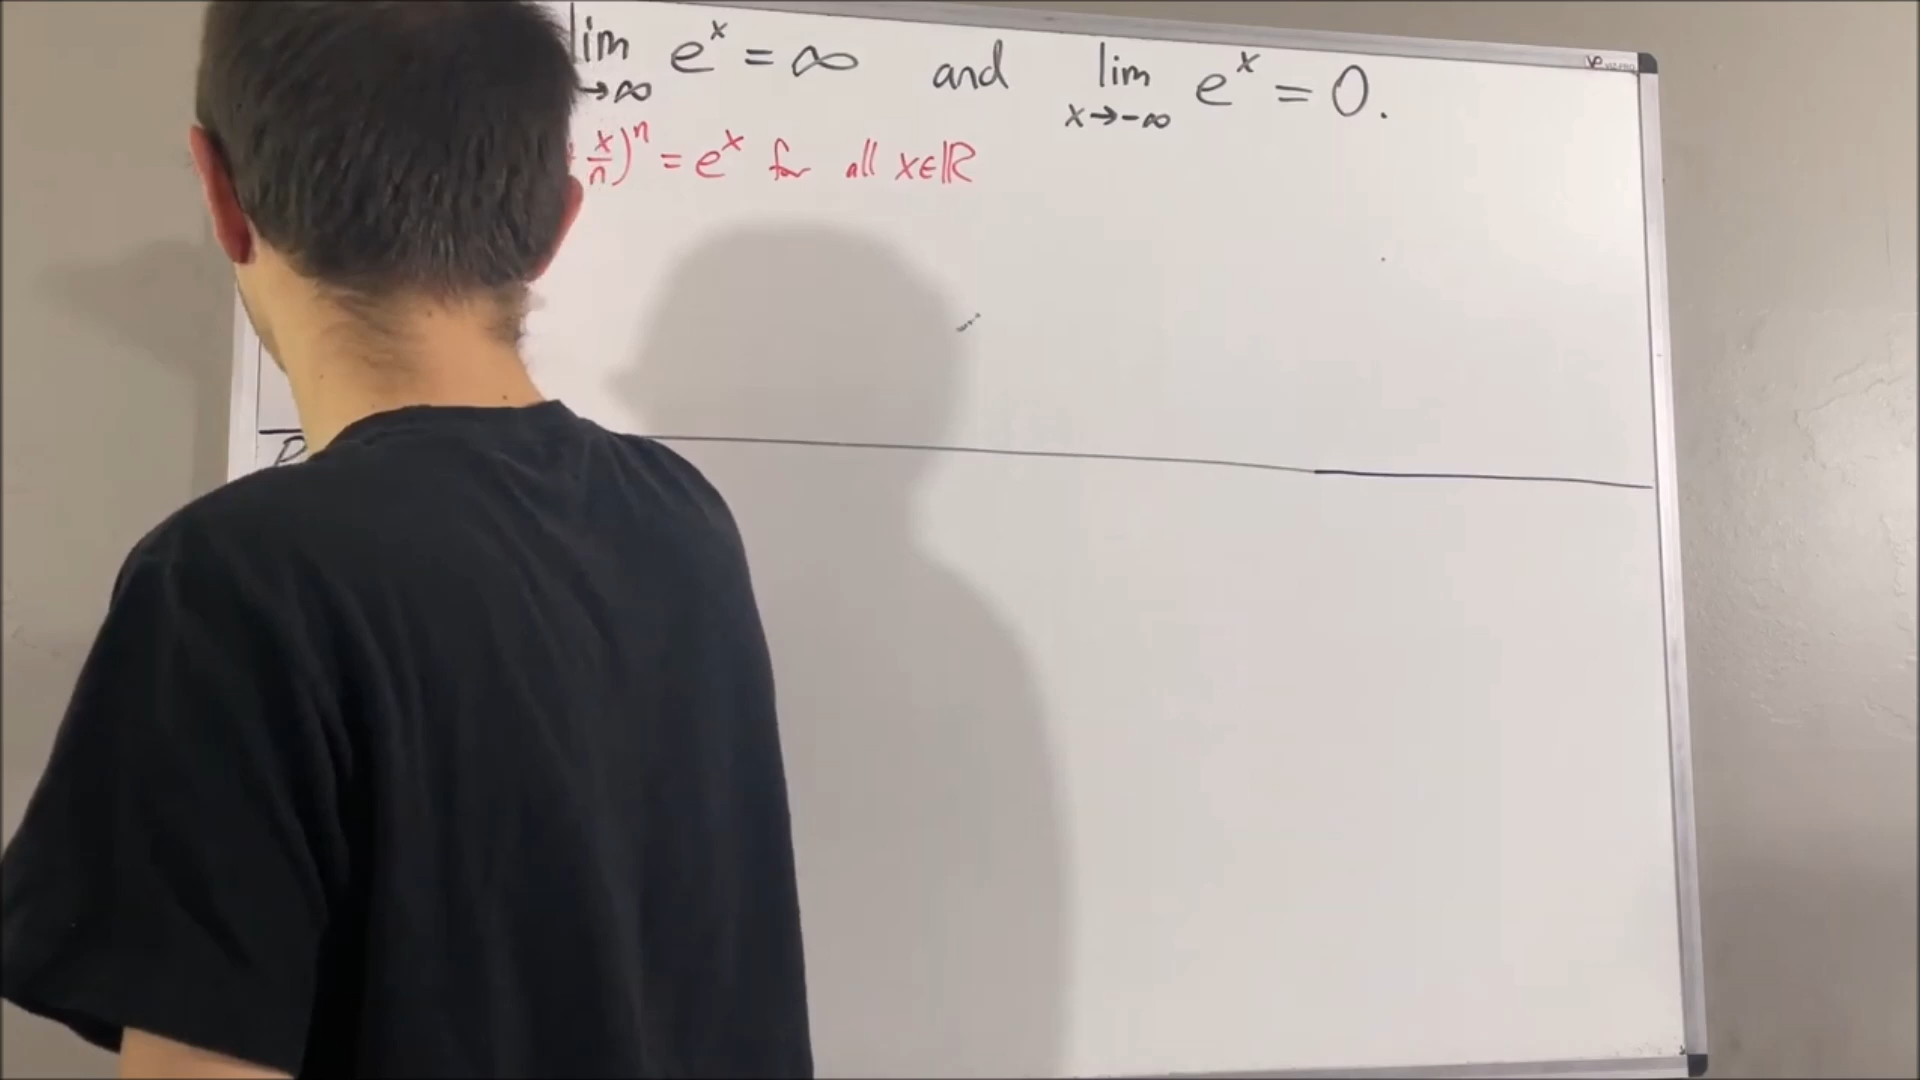 lim e^x = ∞ and lim e^x = 0.
→∞ x→-∞
x/n)^n = e^x for all x∈ℝ
P